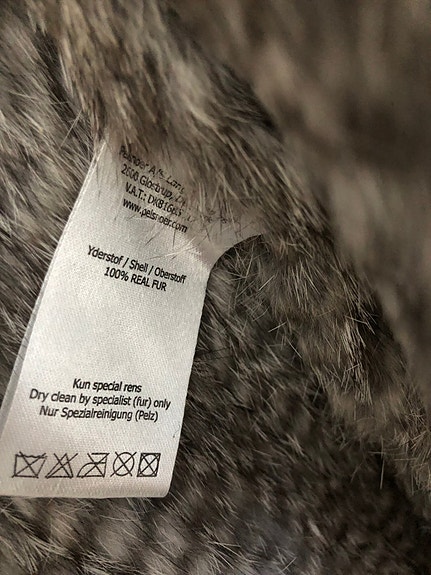 Pelsnoer A/S
2600 Glostrup,
V.A.T.:
www.pelsnoer.com
Yderstof / Shell / Oberstoff
100% REAL FUR
Kun special rens
Dry clean by specialist (fur) only
Nur Spezialreinigung (Pelz)